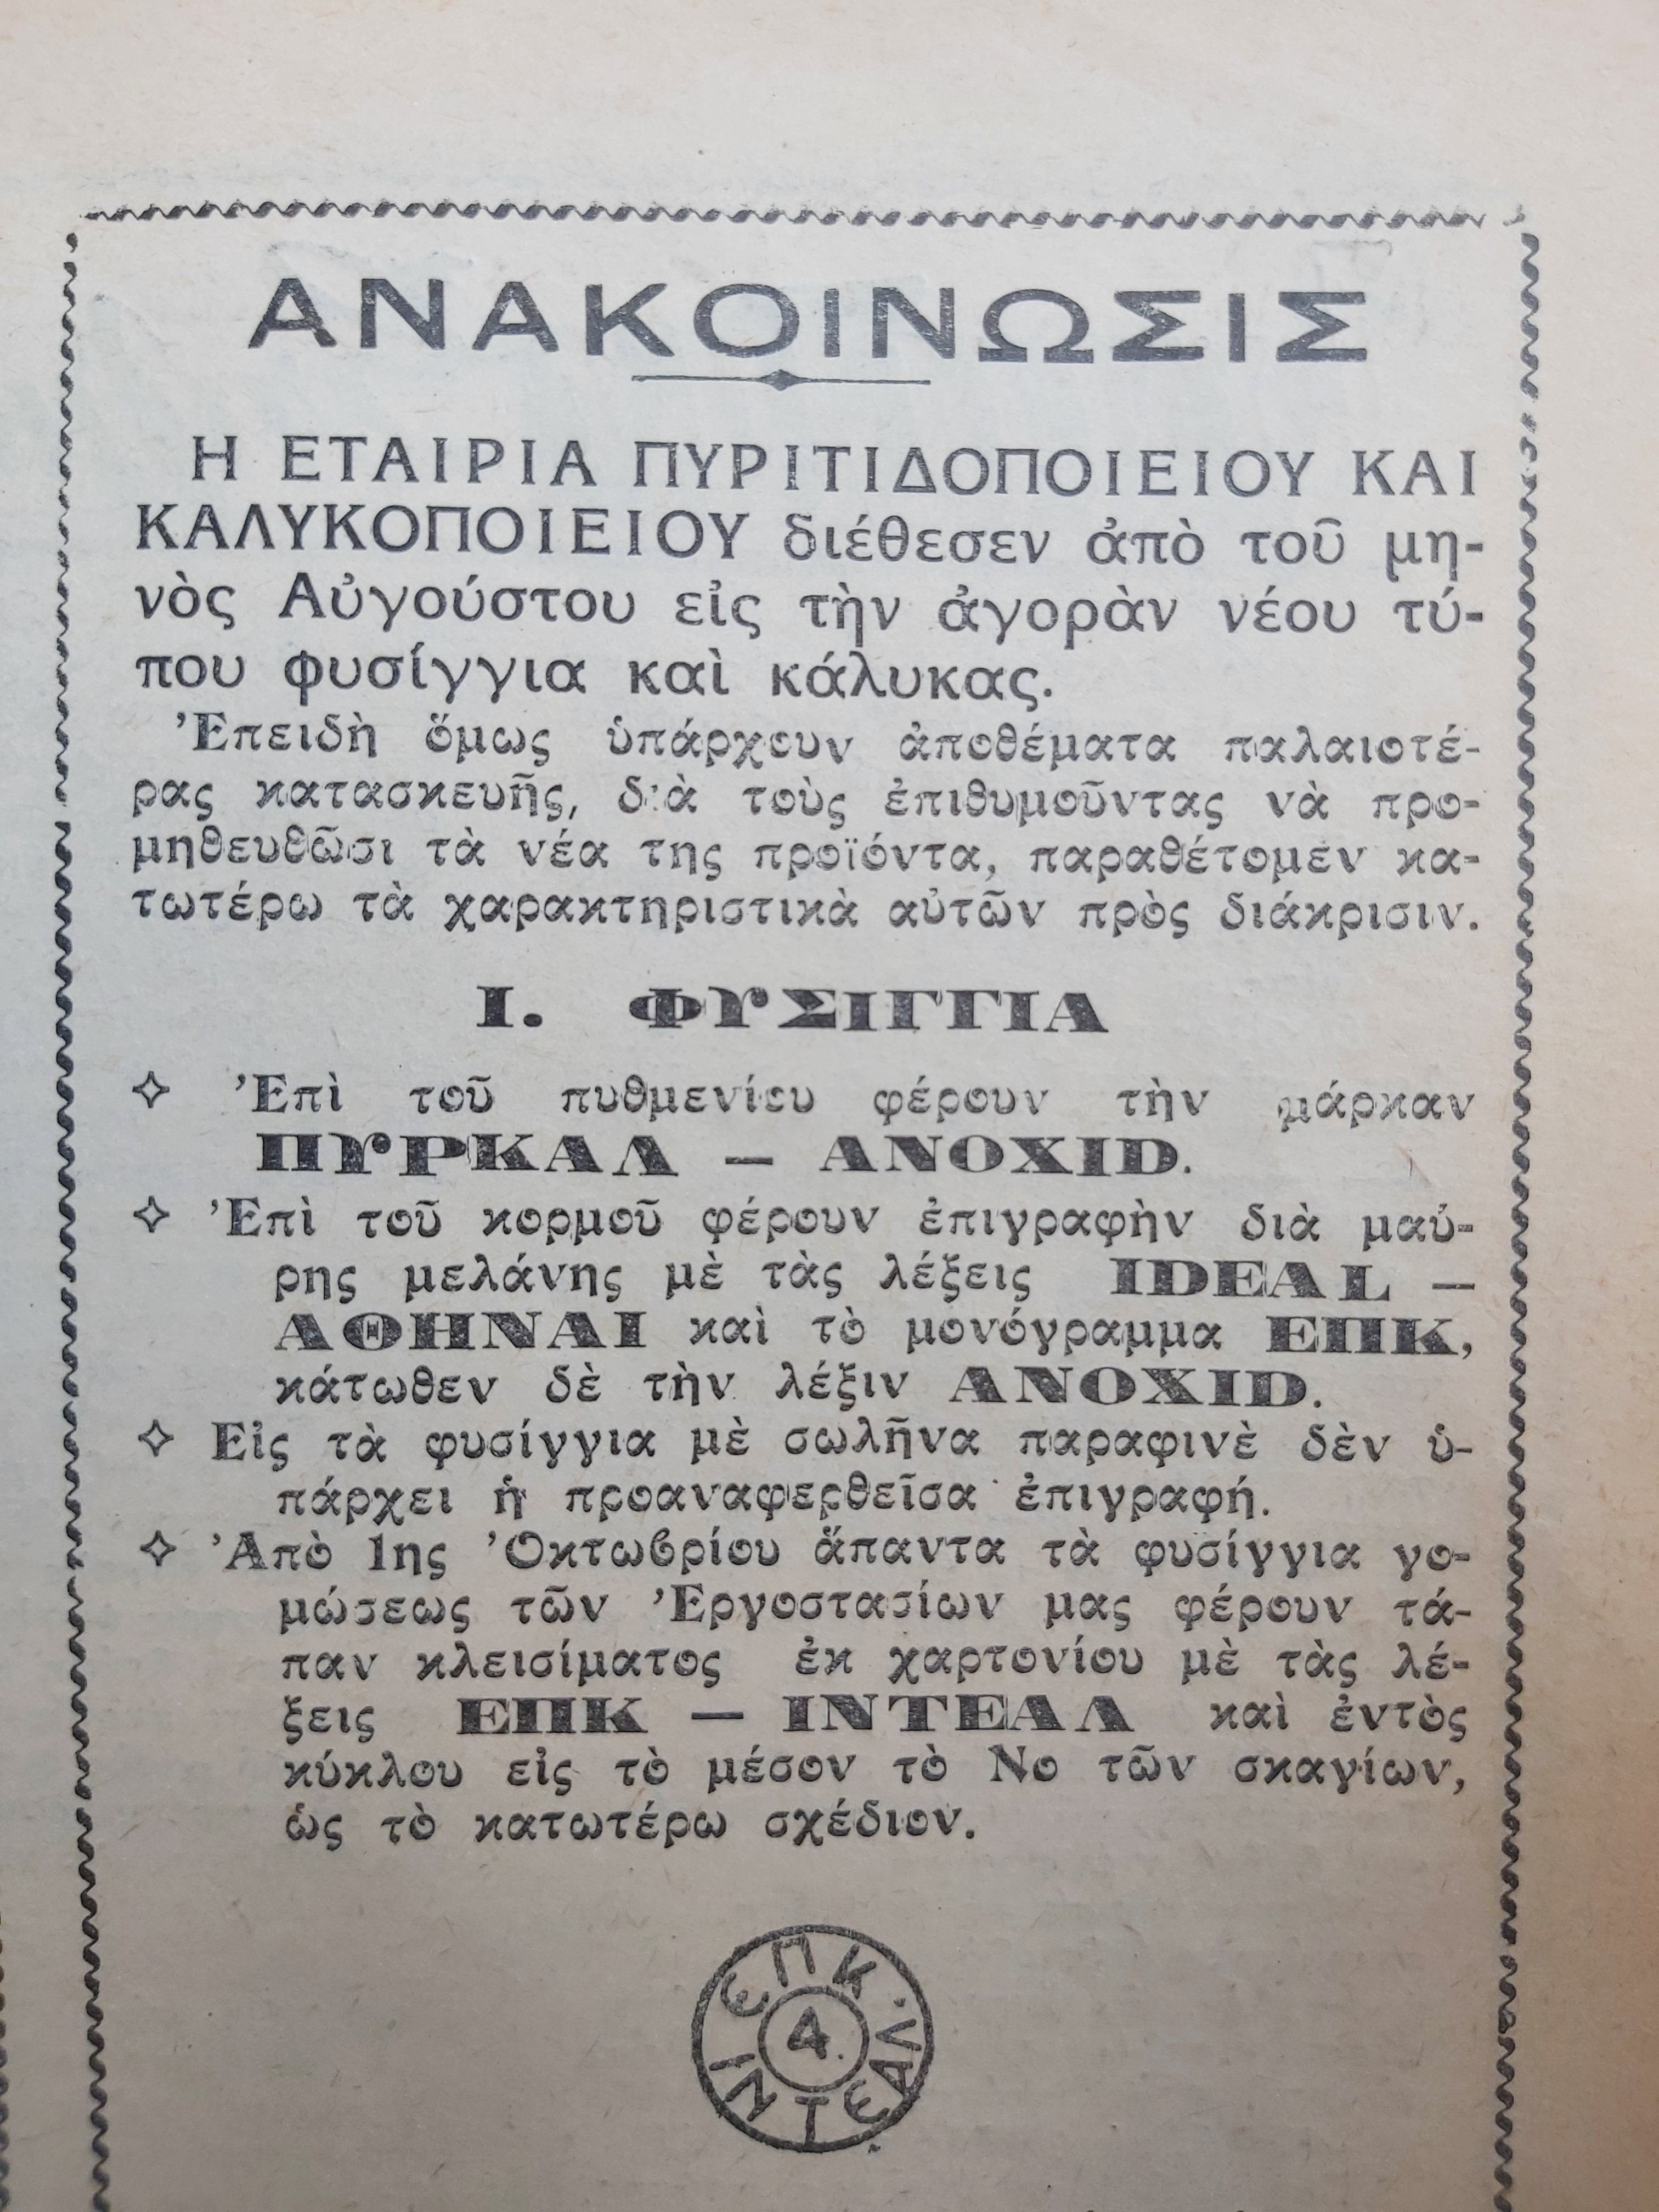 ΑΝΑΚΟΙΝΩΣΙΣ
Η ΕΤΑΙΡΙΑ ΠΥΡΙΤΙΔΟΠΟΙΕΙΟΥ ΚΑΙ
ΚΑΛΥΚΟΠΟΙΕΙΟΥ διέθεσεν ἀπὸ τοῦ μη-
νὸς Αὐγούστου εἰς τὴν ἀγορὰν νέου τύ-
που φυσίγγια καὶ κάλυκας.
Ἐπειδὴ ὅμως ὑπάρχουν ἀποθέματα παλαιοτέ-
ρας κατασκευῆς, διὰ τοὺς ἐπιθυμοῦντας νὰ προ-
μηθευθῶσι τὰ νέα της προϊόντα, παραθέτομεν κα-
τωτέρω τὰ χαρακτηριστικὰ αὐτῶν πρὸς διάκρισιν.
Ι. ΦΥΣΙΓΓΙΑ
✧ Ἐπὶ τοῦ πυθμενίου φέρουν τὴν μάρκαν
ΠΥΡΚΑΛ — ANOXID.
✧ Ἐπὶ τοῦ κορμοῦ φέρουν ἐπιγραφὴν διὰ μαύ-
ρης μελάνης μὲ τὰς λέξεις IDEAL —
ΑΘΗΝΑΙ καὶ τὸ μονόγραμμα ΕΠΚ,
κάτωθεν δὲ τὴν λέξιν ANOXID.
✧ Εἰς τὰ φυσίγγια μὲ σωλῆνα παραφινὲ δὲν ὑ-
πάρχει ἡ προαναφερθεῖσα ἐπιγραφή.
✧ Ἀπὸ 1ης Ὀκτωβρίου ἅπαντα τὰ φυσίγγια γο-
μώσεως τῶν Ἐργοστασίων μας φέρουν τά-
παν κλεισίματος ἐκ χαρτονίου μὲ τὰς λέ-
ξεις ΕΠΚ — ΙΝΤΕΑΛ καὶ ἐντὸς
κύκλου εἰς τὸ μέσον τὸ Νο τῶν σκαγίων,
ὡς τὸ κατωτέρω σχέδιον.
ΕΠΚ.
4.
ΙΝΤΕΑΛ